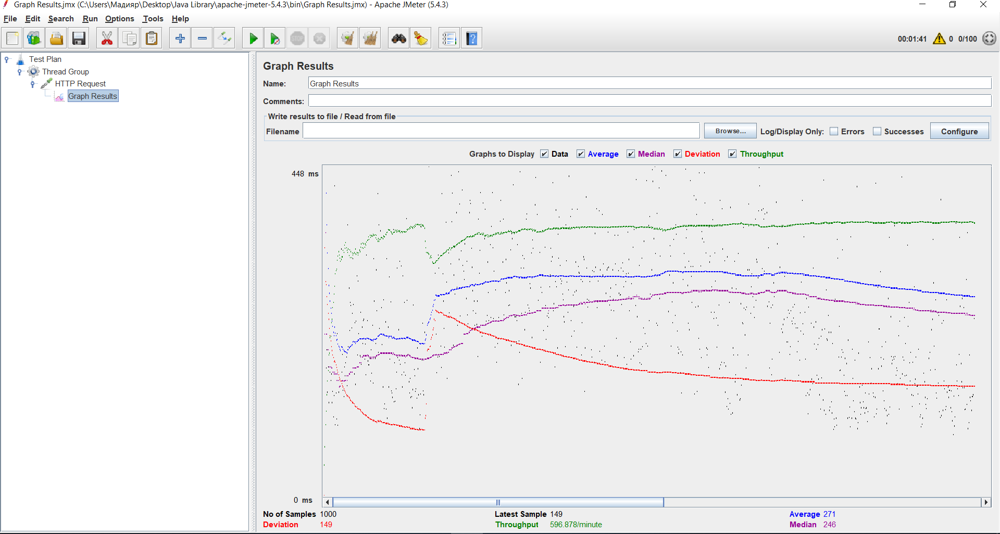 Graph Results.jmx (C:\Users\Мадияр\Desktop\Java Library\apache-jmeter-5.4.3\bin\Graph Results.jmx) - Apache JMeter (5.4.3)
File Edit Search Run Options Tools Help
STOP
00:01:41 0 0/100
Test Plan
Thread Group
HTTP Request
Graph Results
Graph Results
Name: Graph Results
Comments:
Write results to file / Read from file
Filename Browse... Log/Display Only: Errors Successes Configure
Graphs to Display Data Average Median Deviation Throughput
448 ms
0 ms
No of Samples 1000 Latest Sample 149 Average 271
Deviation 149 Throughput 596.878/minute Median 246